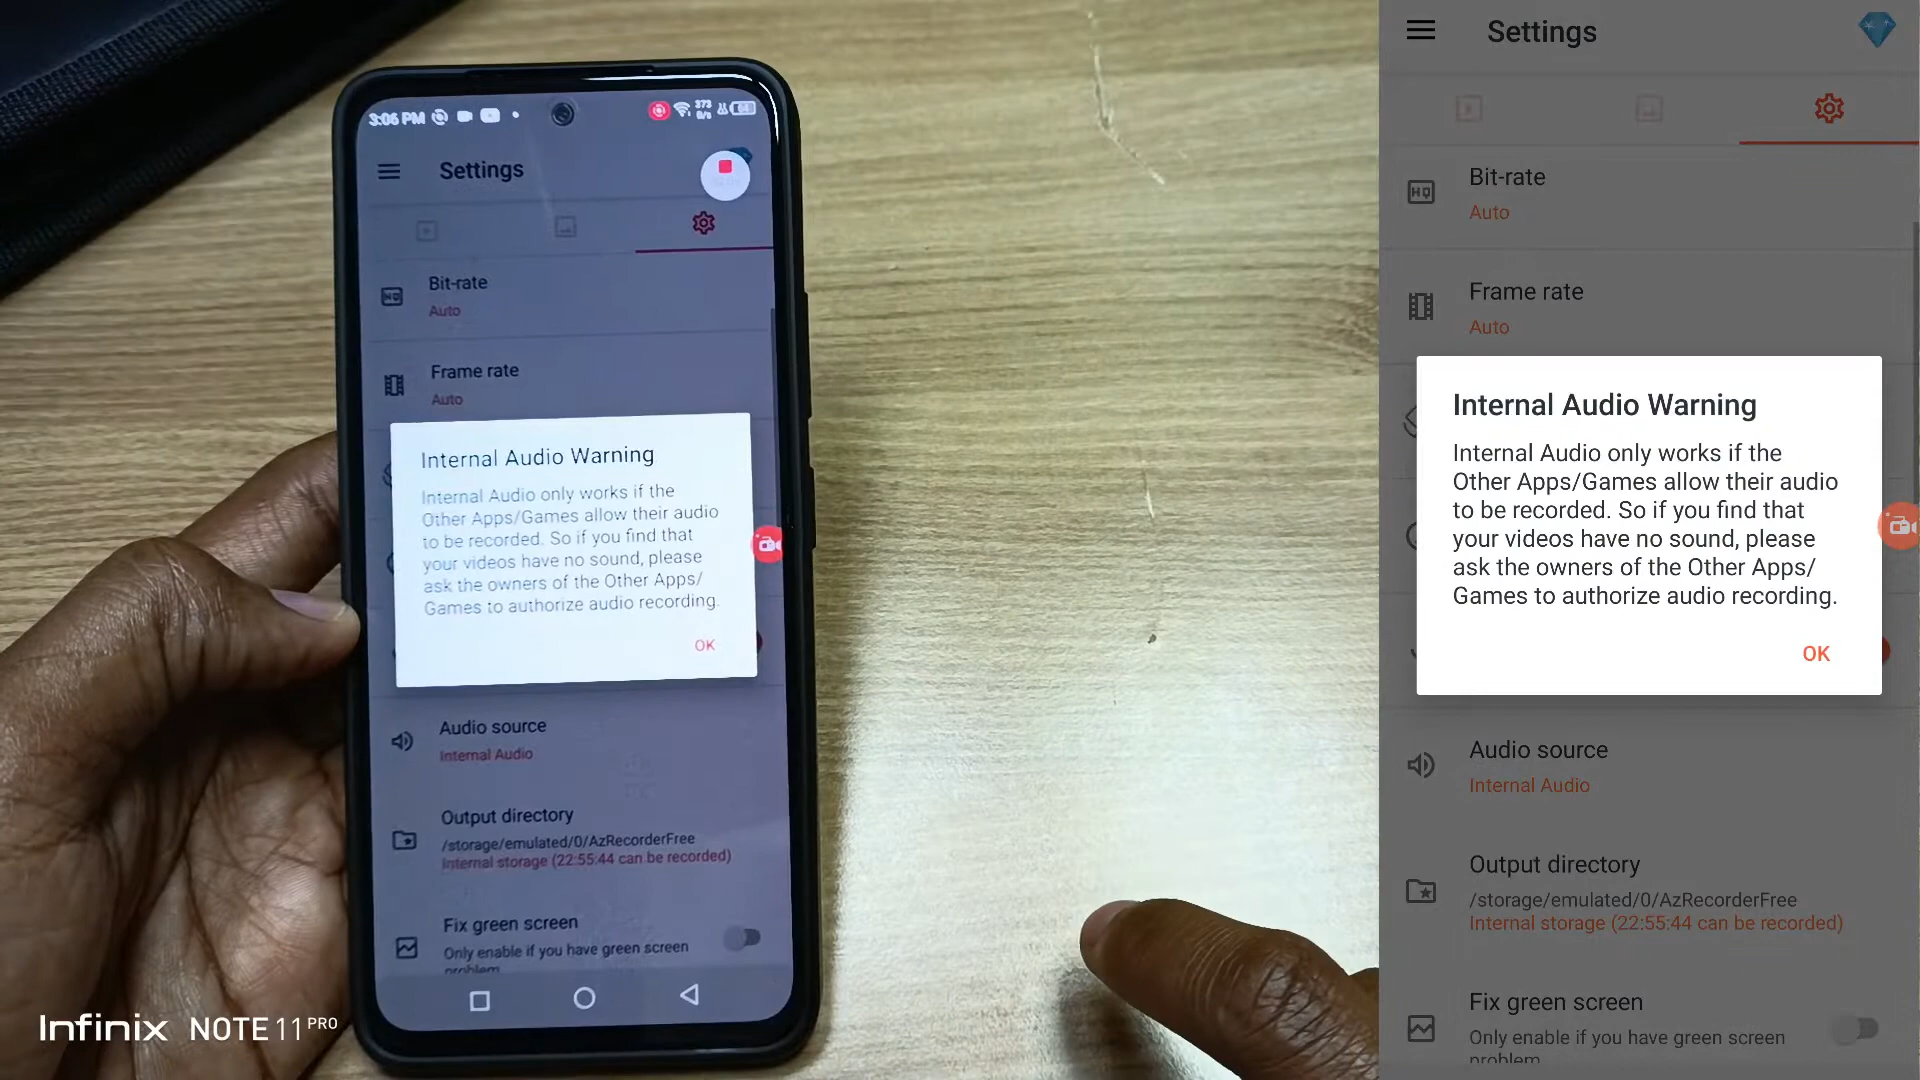 3:06 PM
373
B/s
64
Settings
Bit-rate
Auto
Frame rate
Auto
Internal Audio Warning
Internal Audio only works if the
Other Apps/Games allow their audio
to be recorded. So if you find that
your videos have no sound, please
ask the owners of the Other Apps/
Games to authorize audio recording.
OK
Audio source
Internal Audio
Output directory
/storage/emulated/0/AzRecorderFree
Internal storage (22:55:44 can be recorded)
Fix green screen
Only enable if you have green screen
problem
Infinix NOTE 11 PRO
Settings
HQ
Bit-rate
Auto
Frame rate
Auto
Internal Audio Warning
Internal Audio only works if the
Other Apps/Games allow their audio
to be recorded. So if you find that
your videos have no sound, please
ask the owners of the Other Apps/
Games to authorize audio recording.
OK
Audio source
Internal Audio
Output directory
/storage/emulated/0/AzRecorderFree
Internal storage (22:55:44 can be recorded)
Fix green screen
Only enable if you have green screen
problem